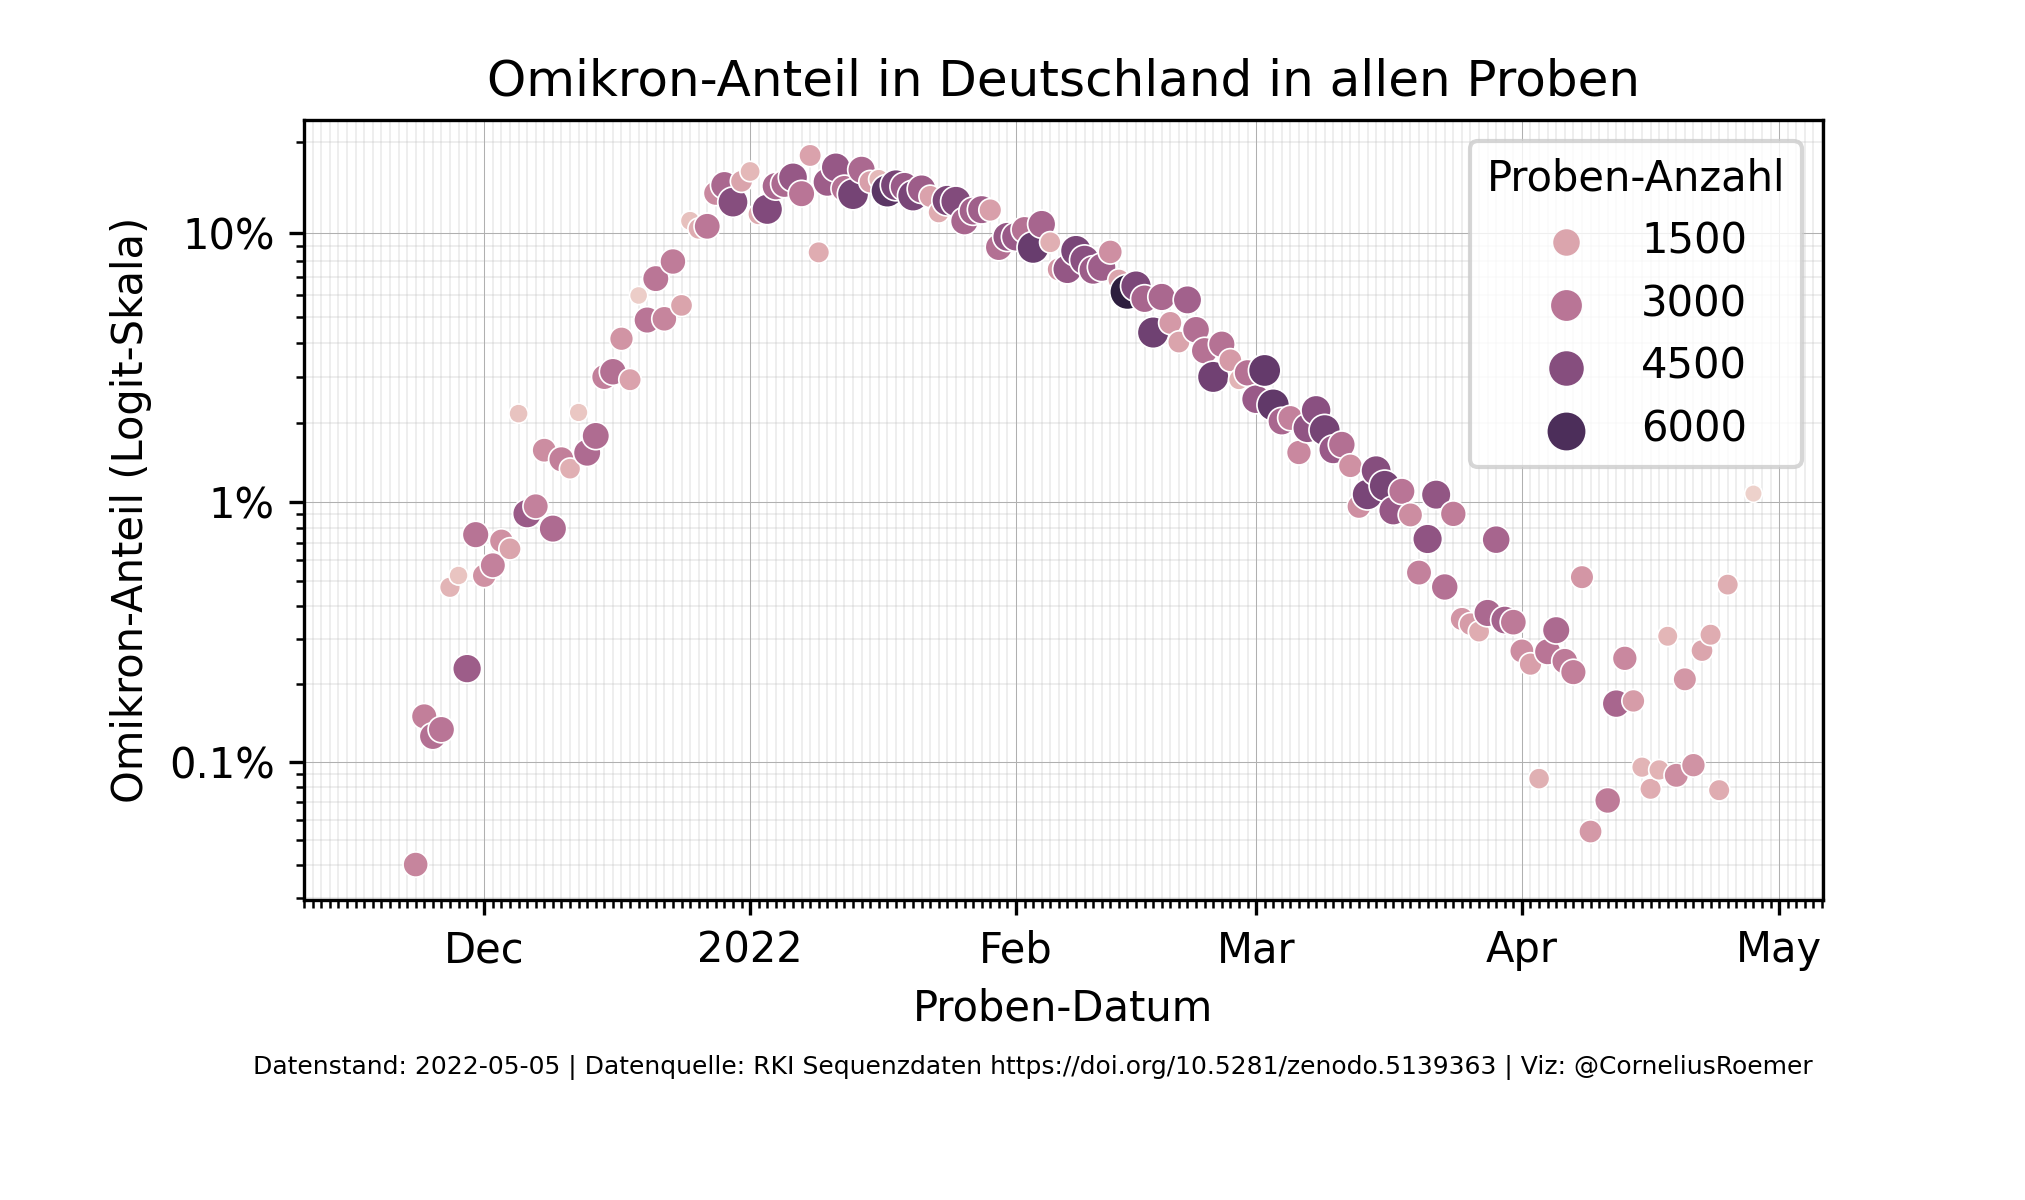 Omikron-Anteil in Deutschland in allen Proben
Omikron-Anteil (Logit-Skala)
10%
1%
0.1%
Proben-Anzahl
1500
3000
4500
6000
Dec 2022 Feb Mar Apr May
Proben-Datum
Datenstand: 2022-05-05 | Datenquelle: RKI Sequenzdaten https://doi.org/10.5281/zenodo.5139363 | Viz: @CorneliusRoemer